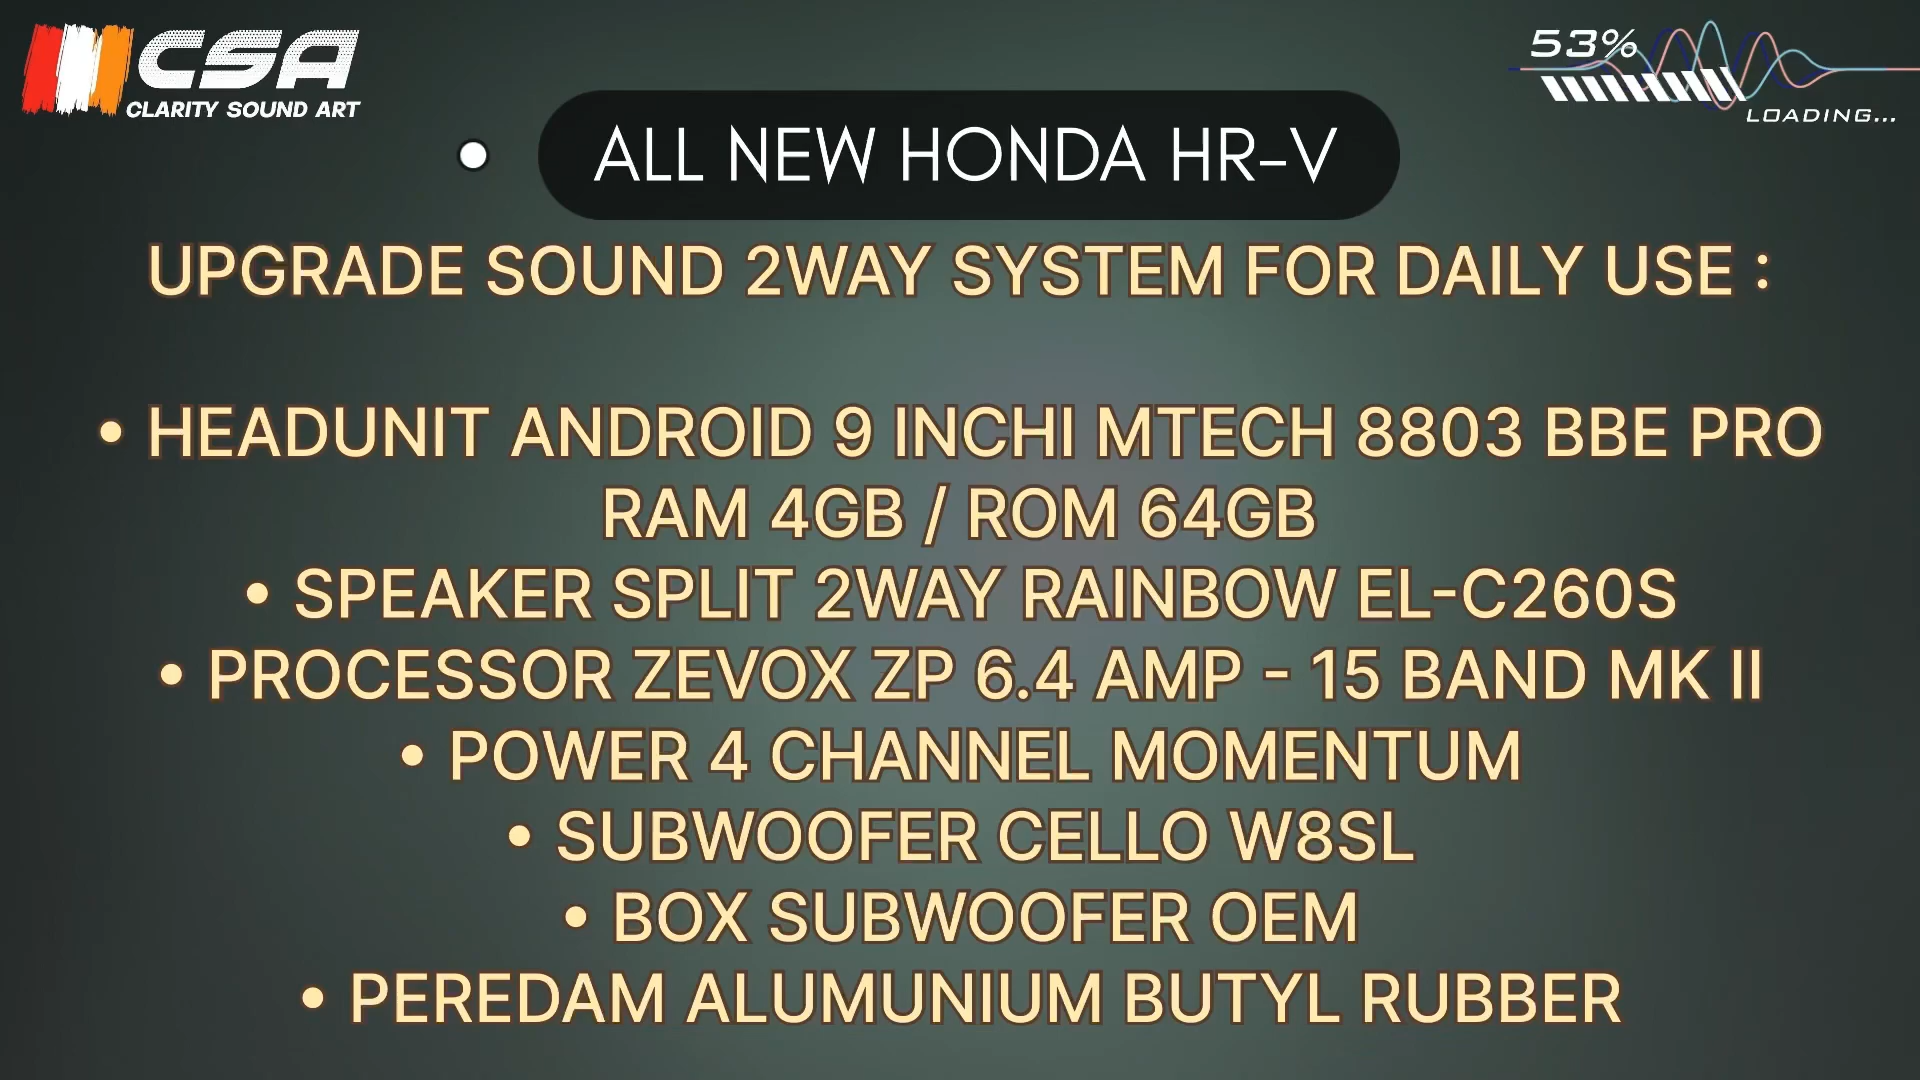 CSA
CLARITY SOUND ART
53%
LOADING...
ALL NEW HONDA HR-V
UPGRADE SOUND 2WAY SYSTEM FOR DAILY USE :
• HEADUNIT ANDROID 9 INCHI MTECH 8803 BBE PRO
RAM 4GB / ROM 64GB
• SPEAKER SPLIT 2WAY RAINBOW EL-C260S
• PROCESSOR ZEVOX ZP 6.4 AMP - 15 BAND MK II
• POWER 4 CHANNEL MOMENTUM
• SUBWOOFER CELLO W8SL
• BOX SUBWOOFER OEM
• PEREDAM ALUMUNIUM BUTYL RUBBER